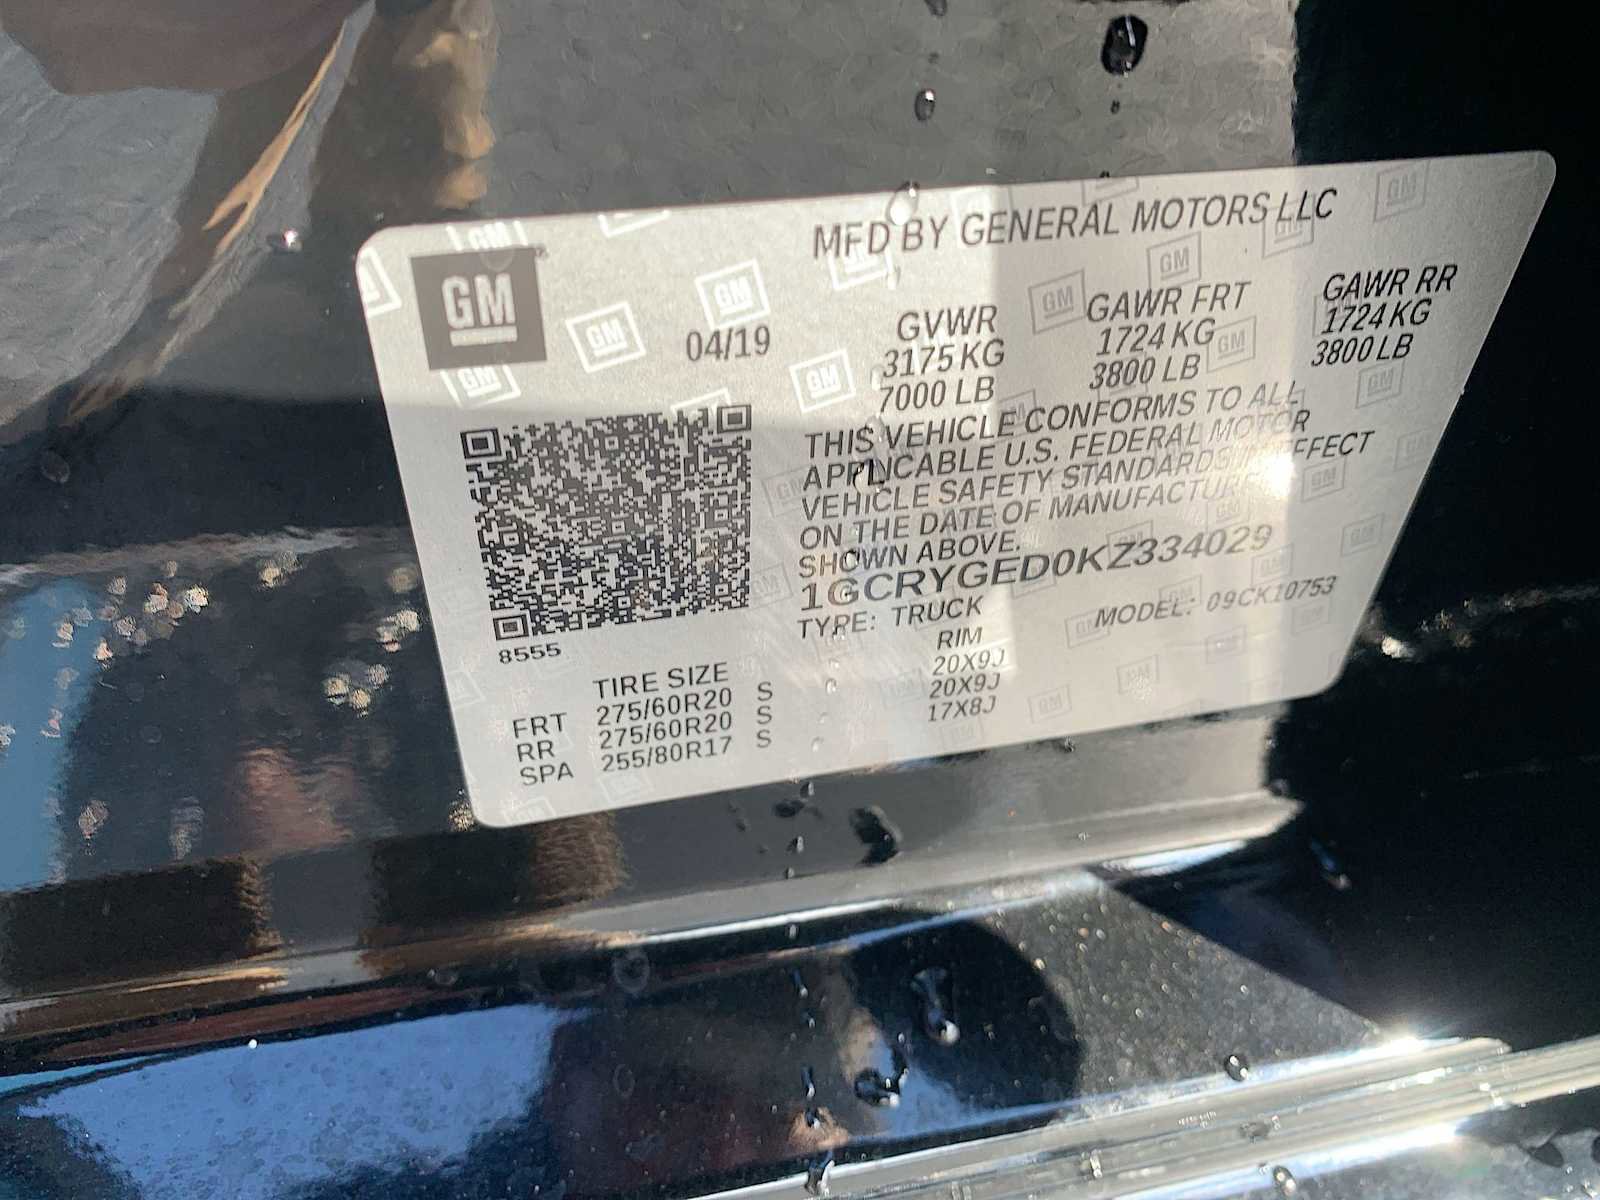 MFD BY GENERAL MOTORS LLC
GM
04/19
GVWR GAWR FRT GAWR RR
3175 KG 1724 KG 1724 KG
7000 LB 3800 LB 3800 LB
THIS VEHICLE CONFORMS TO ALL
APPLICABLE U.S. FEDERAL MOTOR
VEHICLE SAFETY STANDARDS IN EFFECT
ON THE DATE OF MANUFACTURE
SHOWN ABOVE.
1GCRYGED0KZ334029
TYPE: TRUCK MODEL: 09CK10753
8555
TIRE SIZE RIM
FRT 275/60R20 S 20X9J
RR 275/60R20 S 20X9J
SPA 255/80R17 S 17X8J